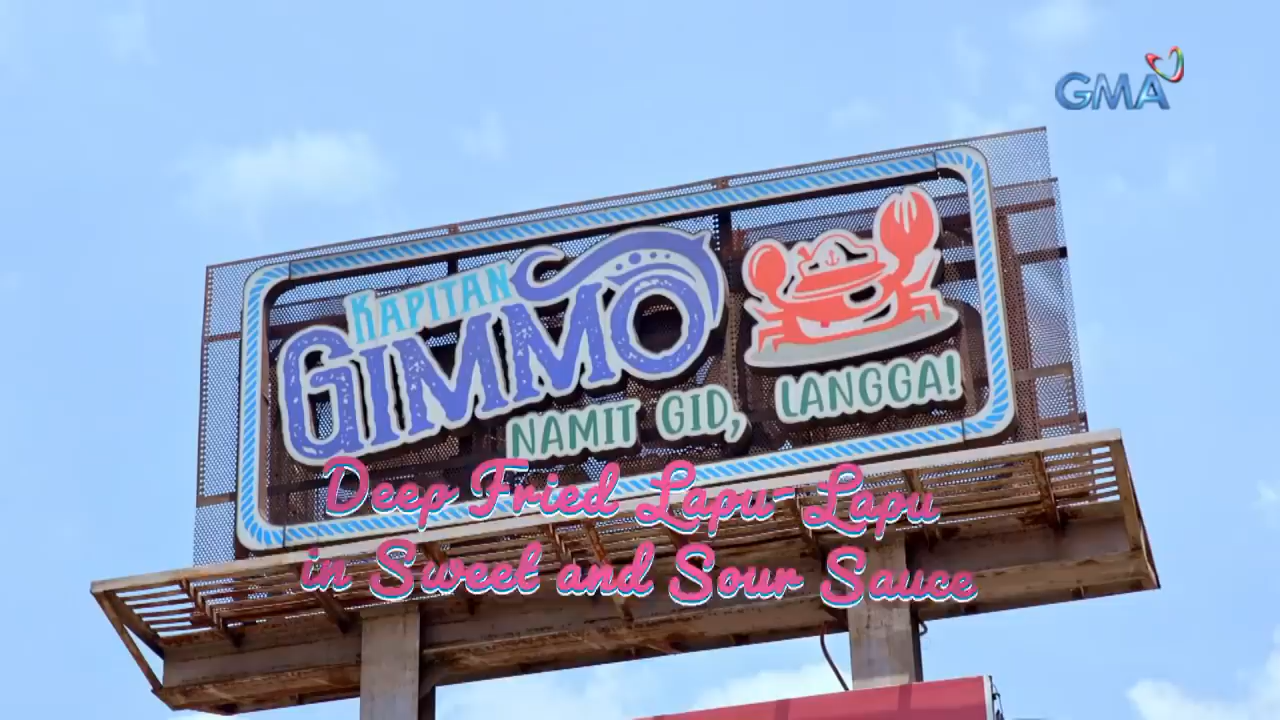 GMA
KAPITAN
GIMMO
NAMIT GID, LANGGA!
Deep Fried Lapu-Lapu
in Sweet and Sour Sauce